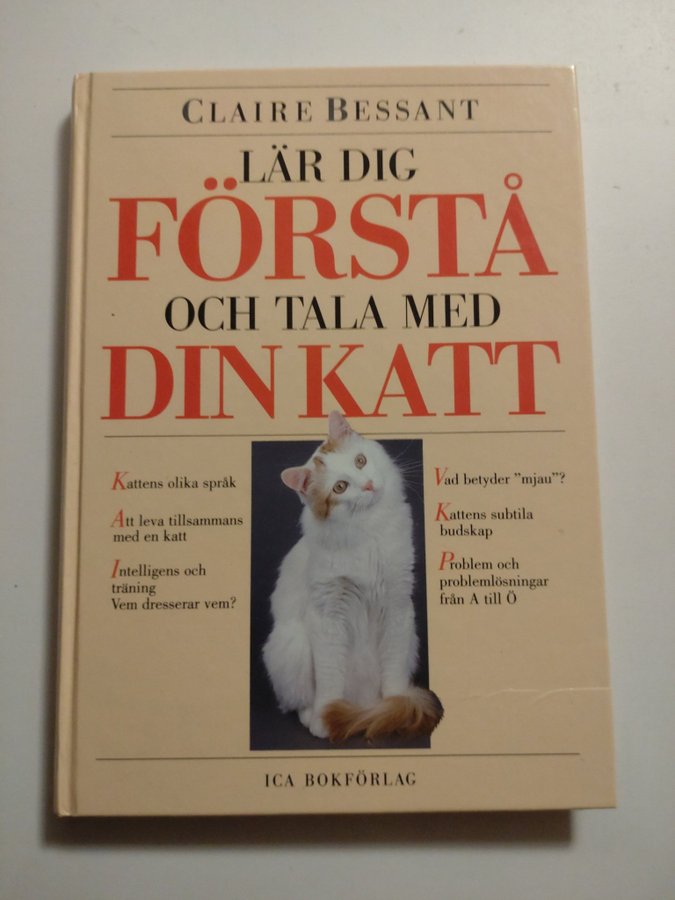 CLAIRE BESSANT
LÄR DIG
FÖRSTÅ
OCH TALA MED
DIN KATT
Kattens olika språk
Att leva tillsammans
med en katt
Intelligens och
träning
Vem dresserar vem?
Vad betyder ”mjau”?
Kattens subtila
budskap
Problem och
problemlösningar
från A till Ö
ICA BOKFÖRLAG